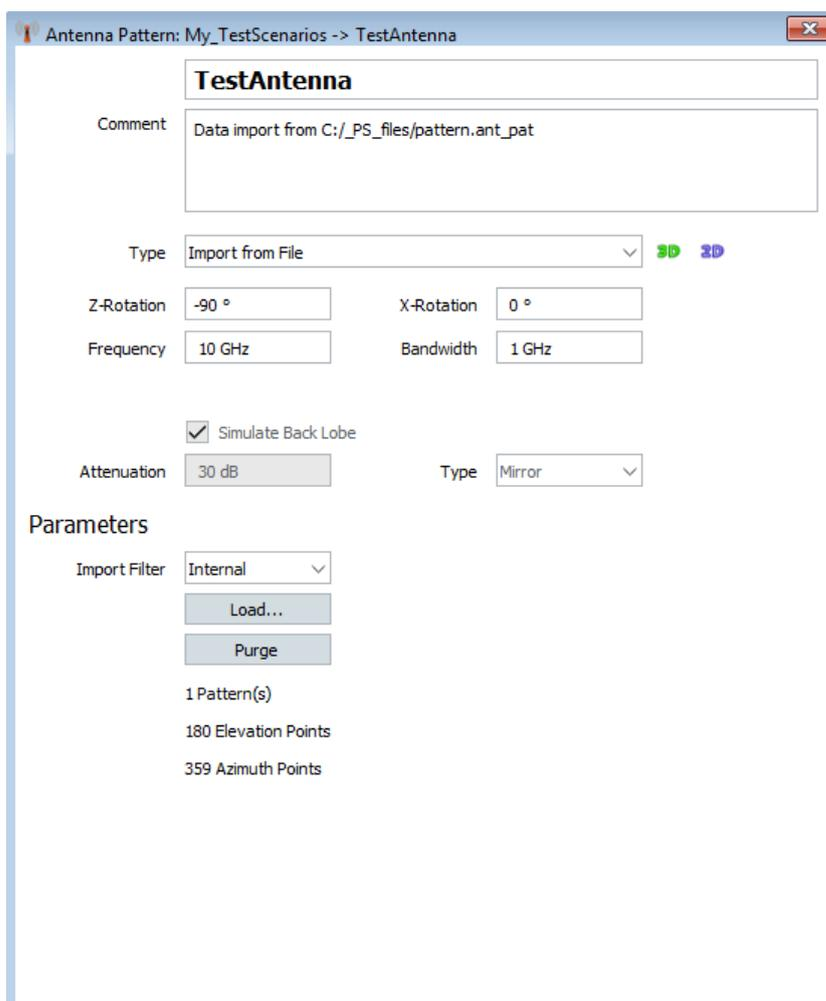 Antenna Pattern: My_TestScenarios -> TestAntenna
TestAntenna
Comment Data import from C:/_PS_files/pattern.ant_pat
Type Import from File 3D 2D
Z-Rotation -90 ° X-Rotation 0 °
Frequency 10 GHz Bandwidth 1 GHz
Simulate Back Lobe
Attenuation 30 dB Type Mirror
Parameters
Import Filter Internal
Load...
Purge
1 Pattern(s)
180 Elevation Points
359 Azimuth Points